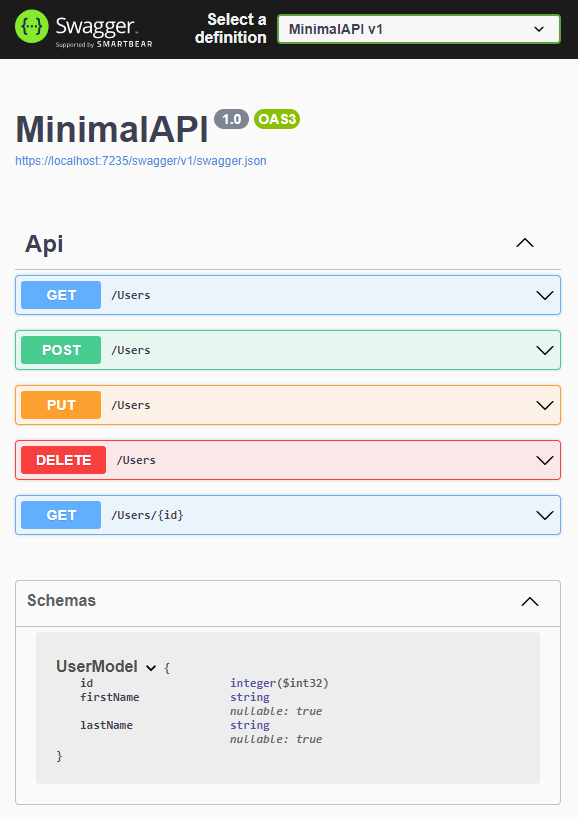 Swagger
Supported by SMARTBEAR
Select a
definition
MinimalAPI v1
MinimalAPI 1.0 OAS3
https://localhost:7235/swagger/v1/swagger.json
Api
GET /Users
POST /Users
PUT /Users
DELETE /Users
GET /Users/{id}
Schemas
UserModel {
id integer($int32)
firstName string
nullable: true
lastName string
nullable: true
}